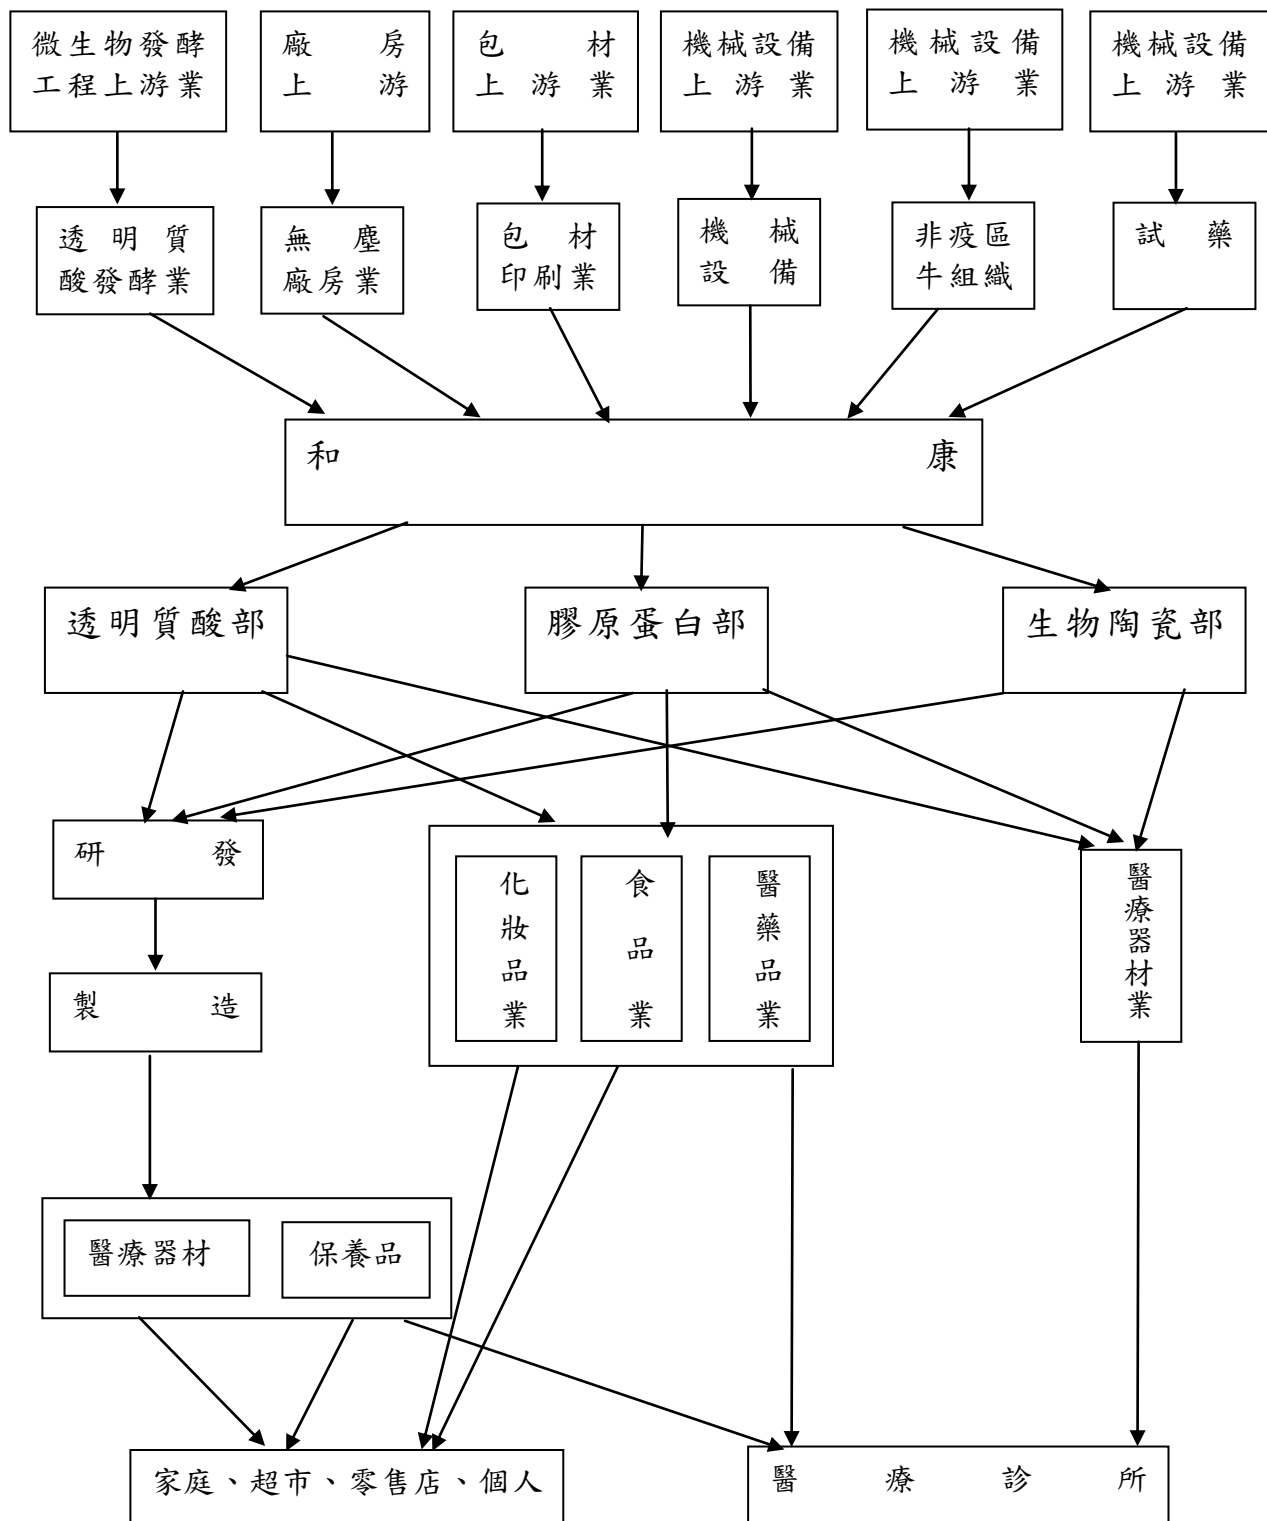 微生物發酵
工程上游業
廠房
上游
包材
上游業
機械設備
上游業
機械設備
上游業
機械設備
上游業
透明質
酸發酵業
無塵
廠房業
包材
印刷業
機械
設備
非疫區
牛組織
試藥
和康
透明質酸部
膠原蛋白部
生物陶瓷部
研發
化妝品業
食品業
醫藥品業
醫療器材業
製造
醫療器材
保養品
家庭、超市、零售店、個人
醫療診所